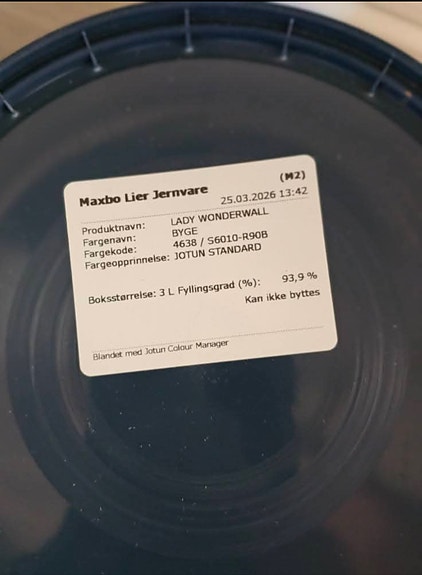 Maxbo Lier Jernvare
(M2)
25.03.2026 13:42
Produktnavn: LADY WONDERWALL
Fargenavn: BYGE
Fargekode: 4638 / S6010-R90B
Fargeopprinnelse: JOTUN STANDARD
Boksstørrelse: 3 L Fyllingsgrad (%): 93,9 %
Kan ikke byttes
Blandet med Jotun Colour Manager